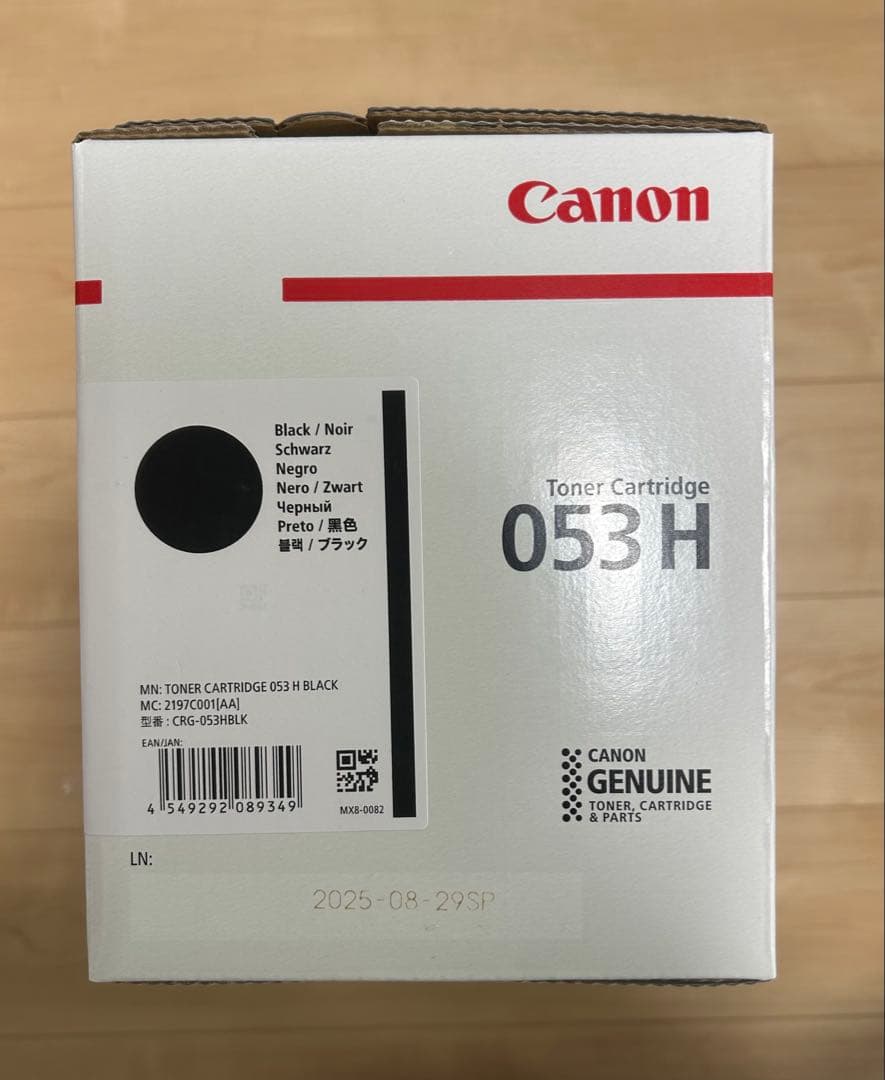 Canon
Black / Noir
Schwarz
Negro
Nero / Zwart
Черный
Preto / 黑色
블랙 / ブラック
Toner Cartridge
053 H
MN: TONER CARTRIDGE 053 H BLACK
MC: 2197C001[AA]
型番 : CRG-053HBLK
EAN/JAN:
4 549292 089349
MX8-0082
CANON
GENUINE
TONER, CARTRIDGE
& PARTS
LN:
2025-08-29SP